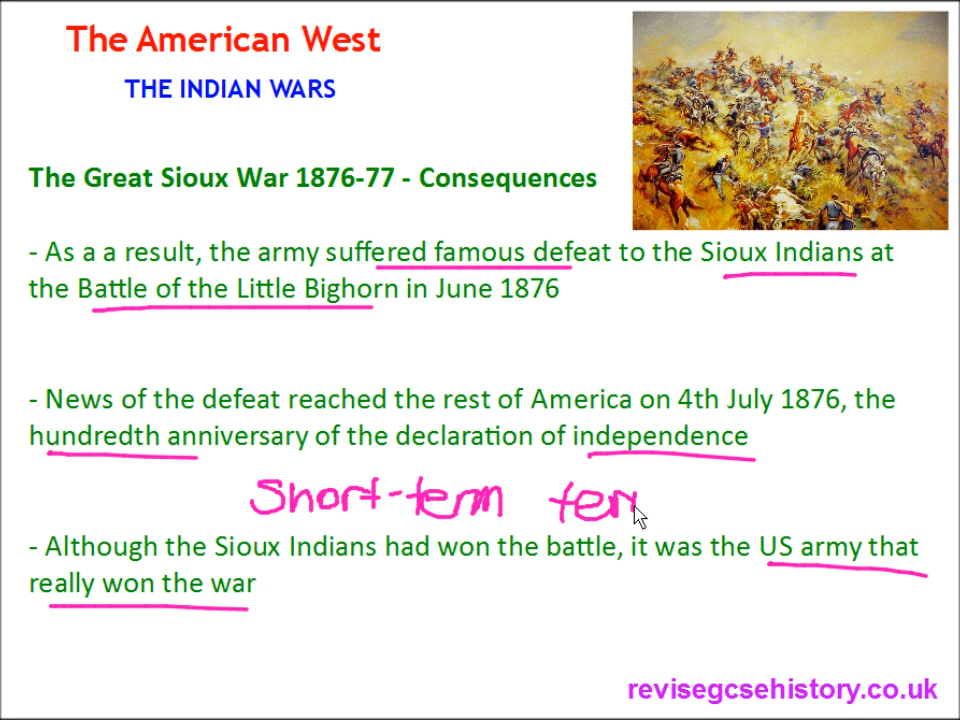 The American West
THE INDIAN WARS
The Great Sioux War 1876-77 - Consequences
- As a a result, the army suffered famous defeat to the Sioux Indians at
the Battle of the Little Bighorn in June 1876
- News of the defeat reached the rest of America on 4th July 1876, the
hundredth anniversary of the declaration of independence
Short-term
- Although the Sioux Indians had won the battle, it was the US army that
really won the war
revisegcsehistory.co.uk